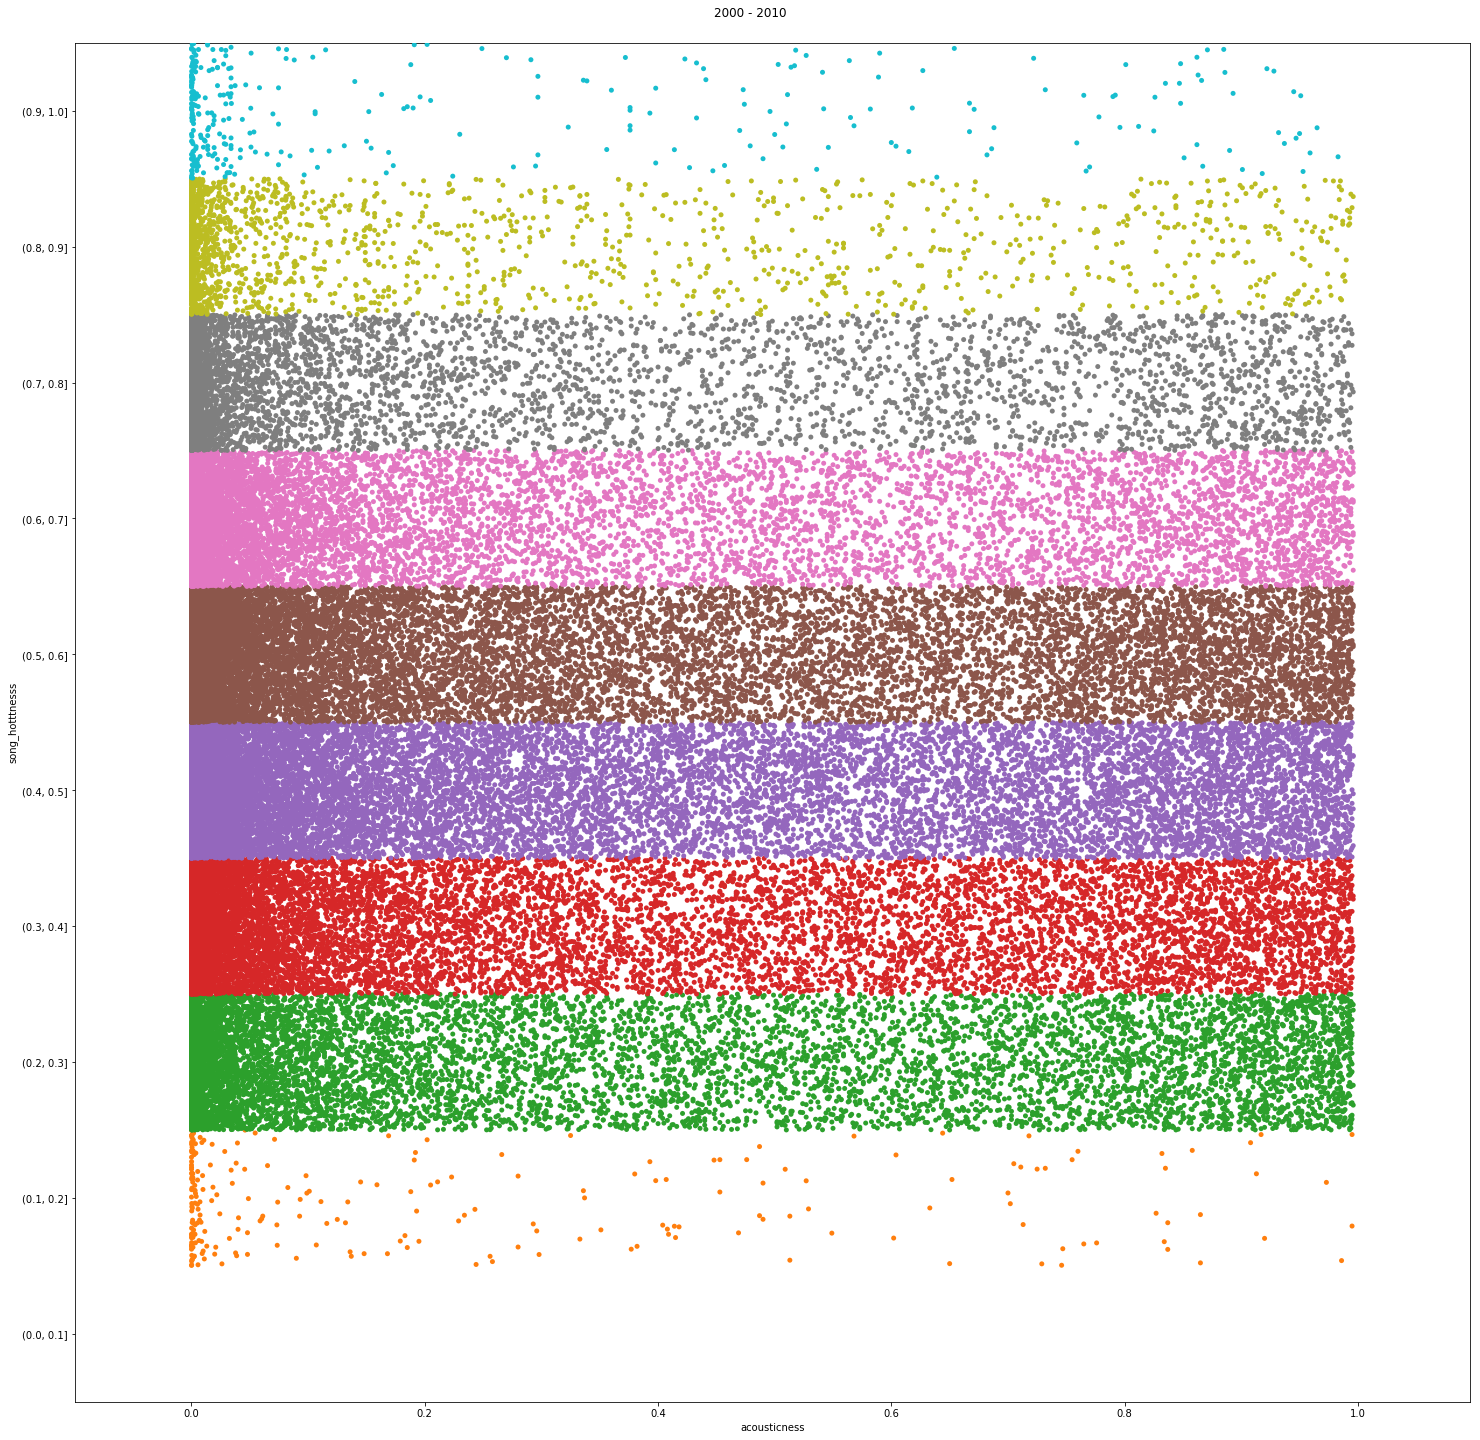 2000 - 2010
(0.9, 1.0]
(0.8, 0.9]
(0.7, 0.8]
(0.6, 0.7]
(0.5, 0.6]
song_hotttnesss
(0.4, 0.5]
(0.3, 0.4]
(0.2, 0.3]
(0.1, 0.2]
(0.0, 0.1]
0.0 0.2 0.4 0.6 0.8 1.0
acousticness